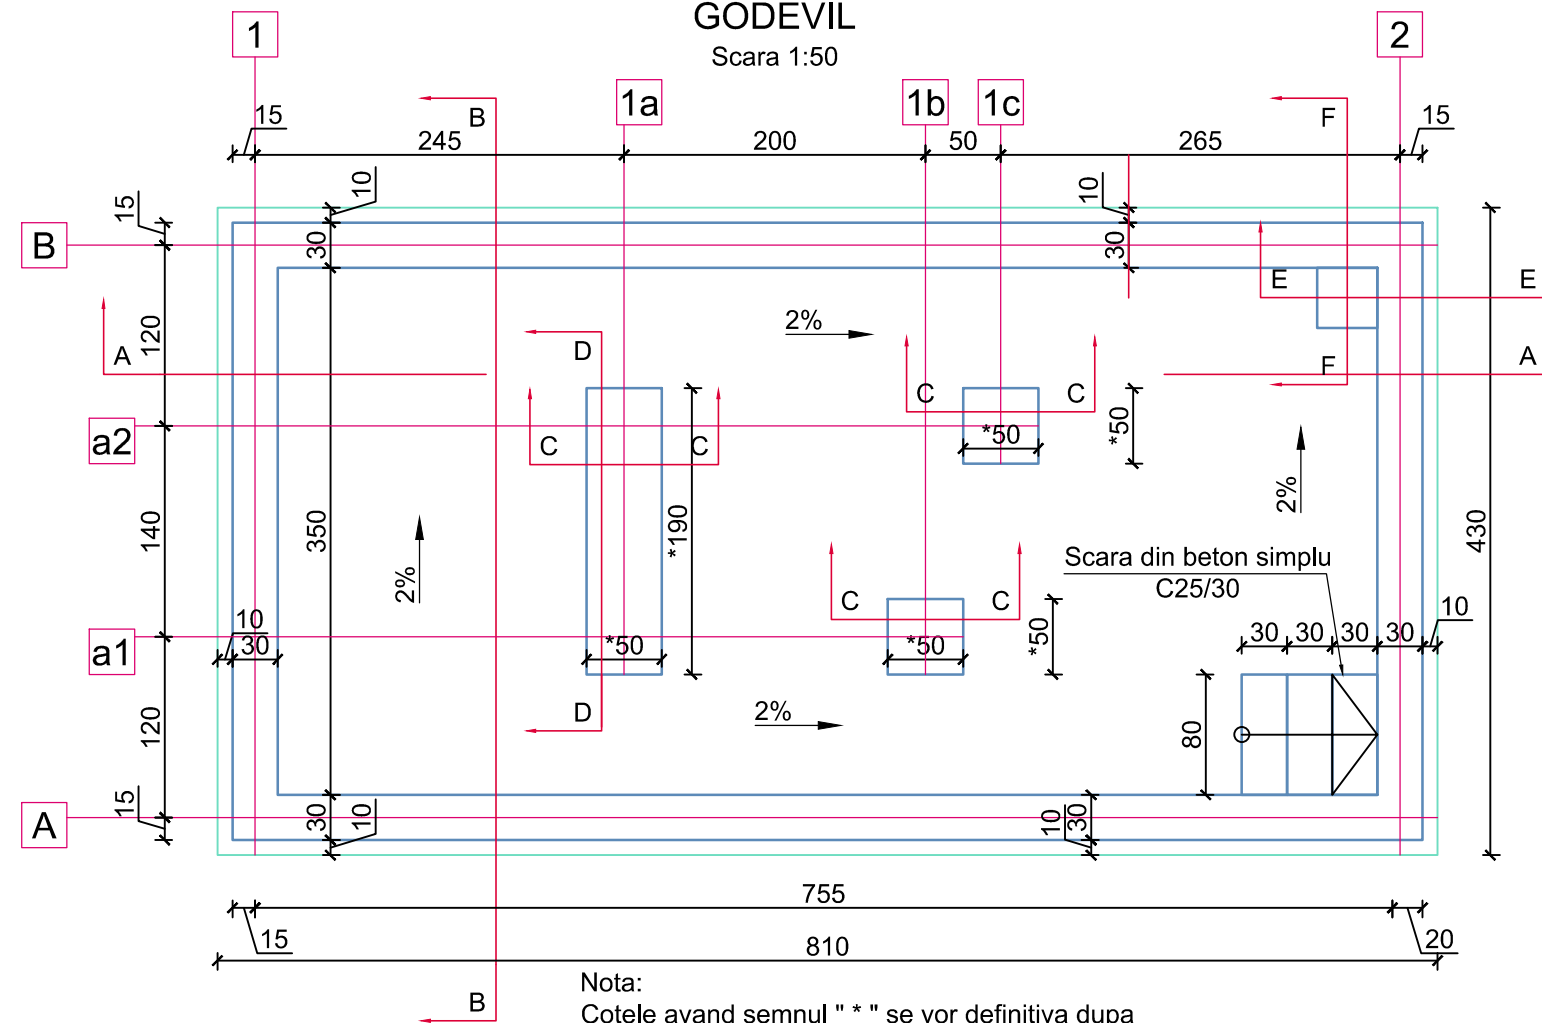 GODEVIL
Scara 1:50
1
2
1a
1b
1c
B
F
15
245
200
50
265
15
15
10
10
B
30
30
E
E
120
2%
A
D
F
A
C
C
*50
*50
a2
C
C
2%
140
350
*190
430
2%
Scara din beton simplu
C25/30
C
C
*50
10
30
a1
*50
*50
30
30
30
30
10
120
D
2%
80
15
30
10
10
30
A
755
15
20
810
B
Nota:
Cotele avand semnul " * " se vor definitiva dupa